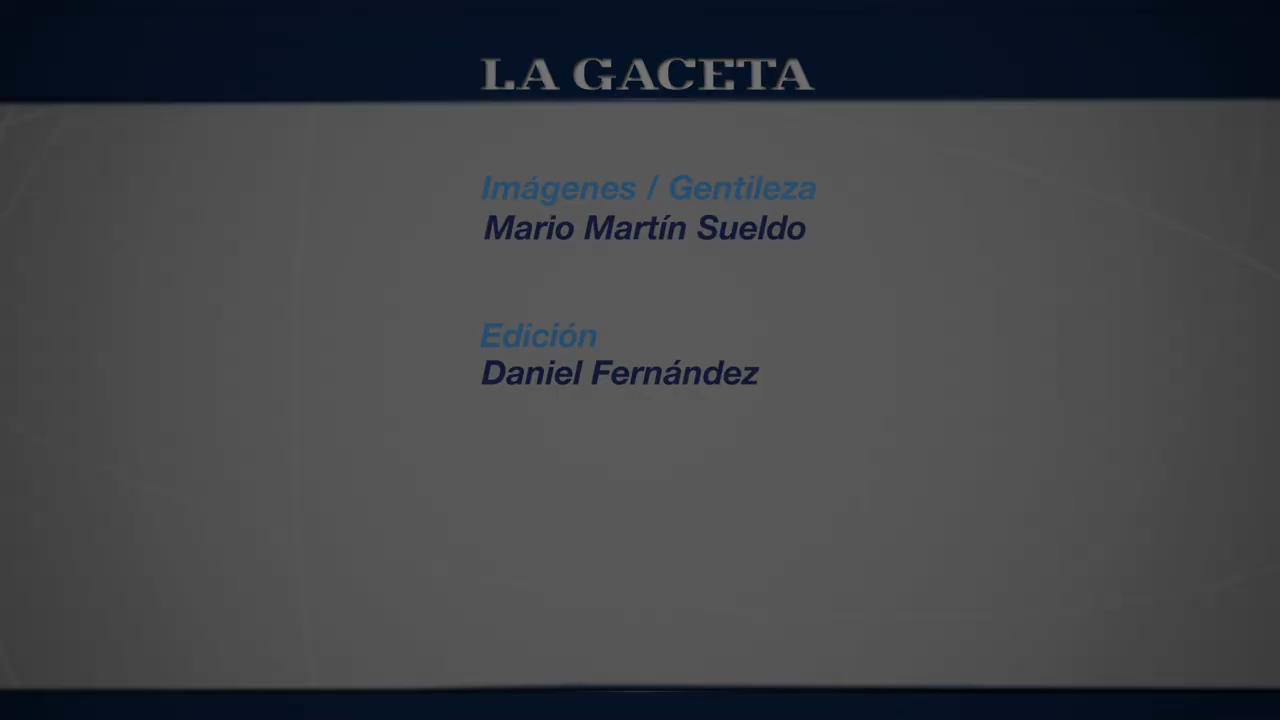 LA GACETA
Imágenes / Gentileza
Mario Martín Sueldo
Edición
Daniel Fernández